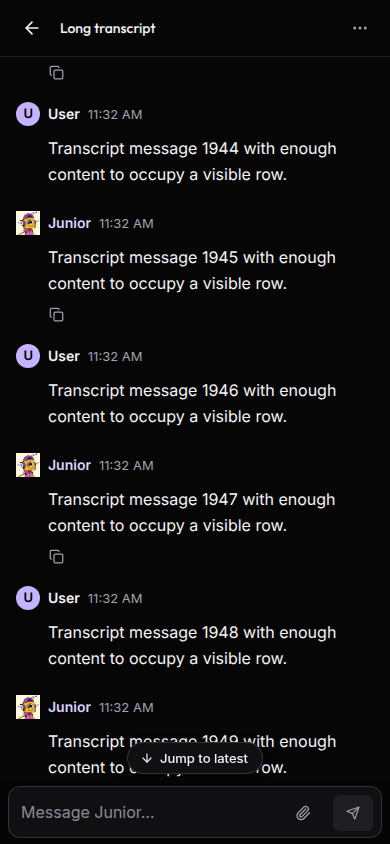 Long transcript
U User 11:32 AM
Transcript message 1944 with enough
content to occupy a visible row.
Junior 11:32 AM
Transcript message 1945 with enough
content to occupy a visible row.
U User 11:32 AM
Transcript message 1946 with enough
content to occupy a visible row.
Junior 11:32 AM
Transcript message 1947 with enough
content to occupy a visible row.
U User 11:32 AM
Transcript message 1948 with enough
content to occupy a visible row.
Junior 11:32 AM
Transcript message 1949 with enough
content to row.
Jump to latest
Message Junior...